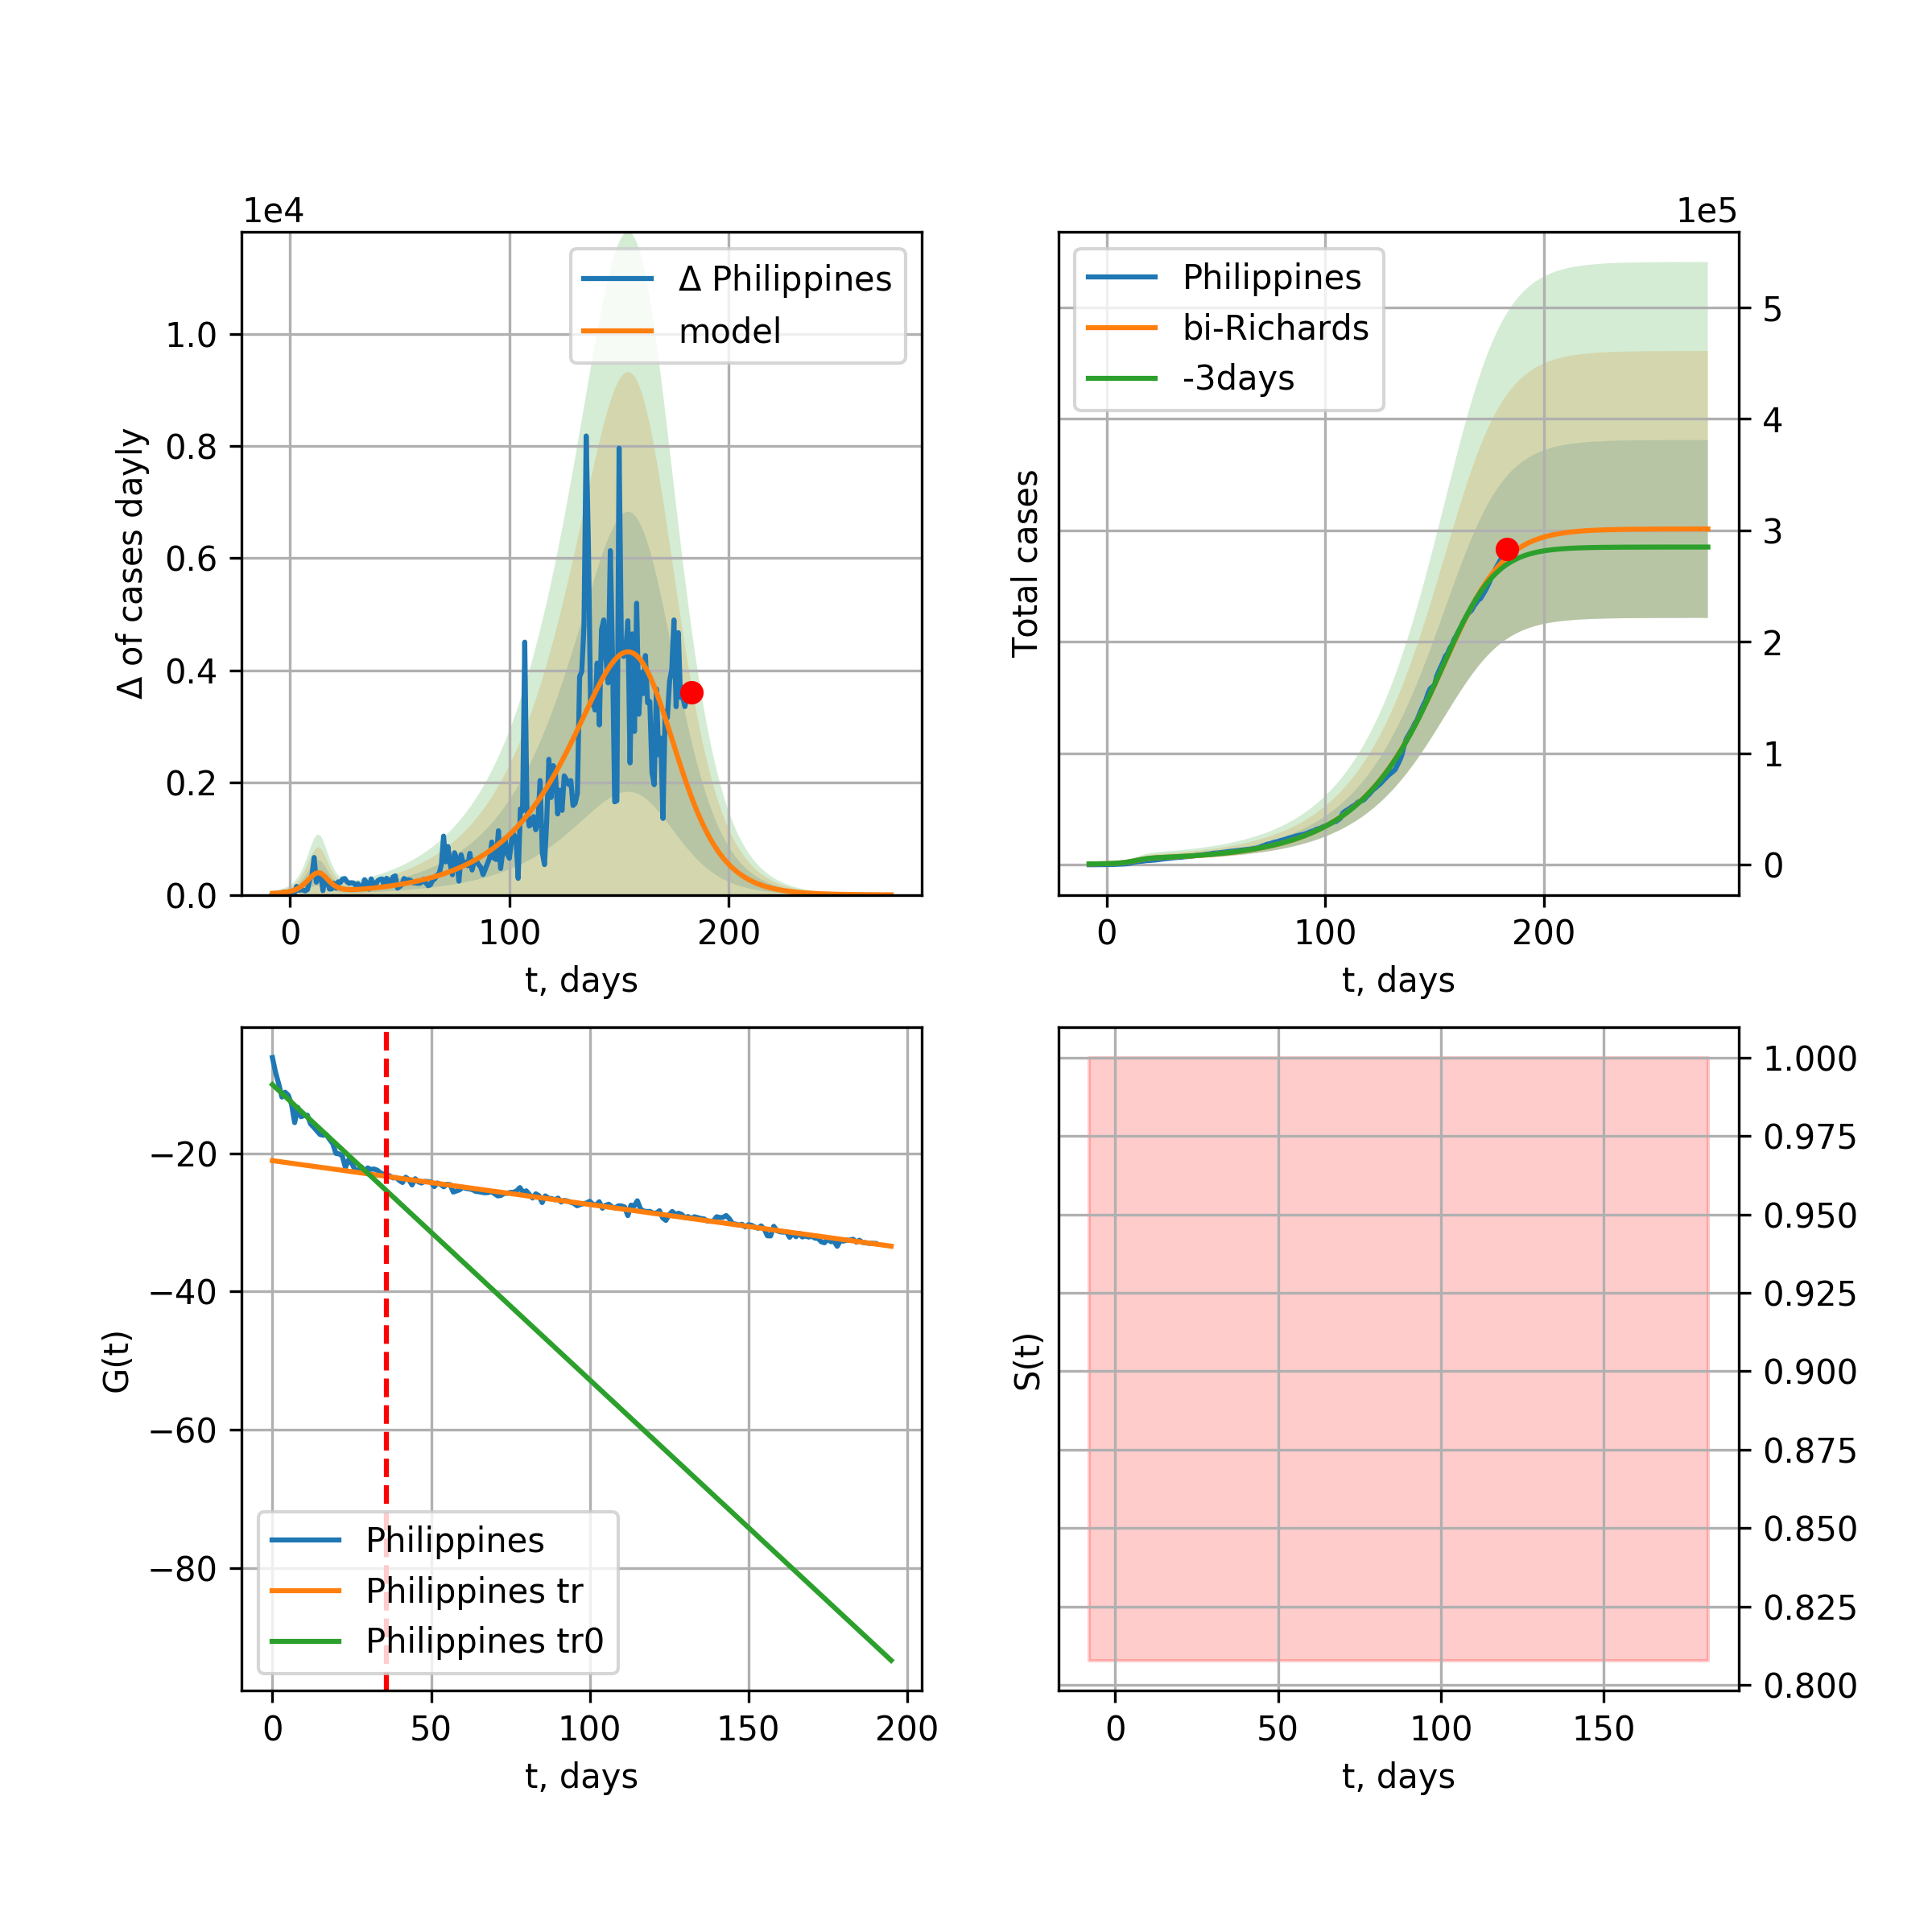 1e4
Δ of cases dayly
1.0
0.8
0.6
0.4
0.2
0.0
Δ Philippines
model
0 100 200
t, days
1e5
Total cases
Philippines
bi-Richards
-3days
5
4
3
2
1
0
0 100 200
t, days
G(t)
−20
−40
−60
−80
Philippines
Philippines tr
Philippines tr0
0 50 100 150 200
t, days
S(t)
1.000
0.975
0.950
0.925
0.900
0.875
0.850
0.825
0.800
0 50 100 150
t, days